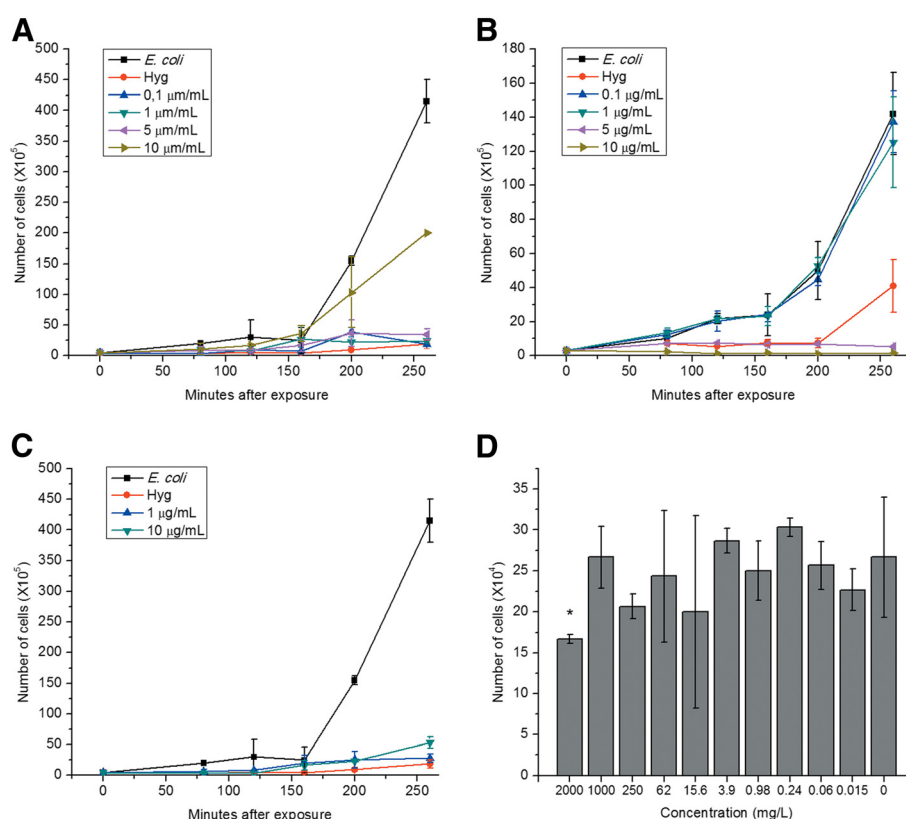 A
500
450
375
300
250
200
150
100
50
0
Number of cells (X10⁵)
E. coli
Hyg
0,1 µm/mL
1 µm/mL
5 µm/mL
10 µm/mL
0 50 75 100 150 200 250
Minutes after exposure
B
180
160
140
120
100
80
60
40
20
0
Number of cells (X10⁵)
E. coli
Hyg
0.1 µg/mL
1 µg/mL
5 µg/mL
10 µg/mL
0 50 75 100 150 200 250
Minutes after exposure
C
500
450
400
350
300
250
200
150
100
50
0
Number of cells (X10⁵)
E. coli
Hyg
1 µg/mL
10 µg/mL
0 50 75 100 150 200 250
Minutes after exposure
D
35
30
25
20
15
10
5
0
Number of cells (X10⁴)
*
2000 1000 250 62 15.6 3.9 0.98 0.24 0.06 0.015 0
Concentration (mg/L)